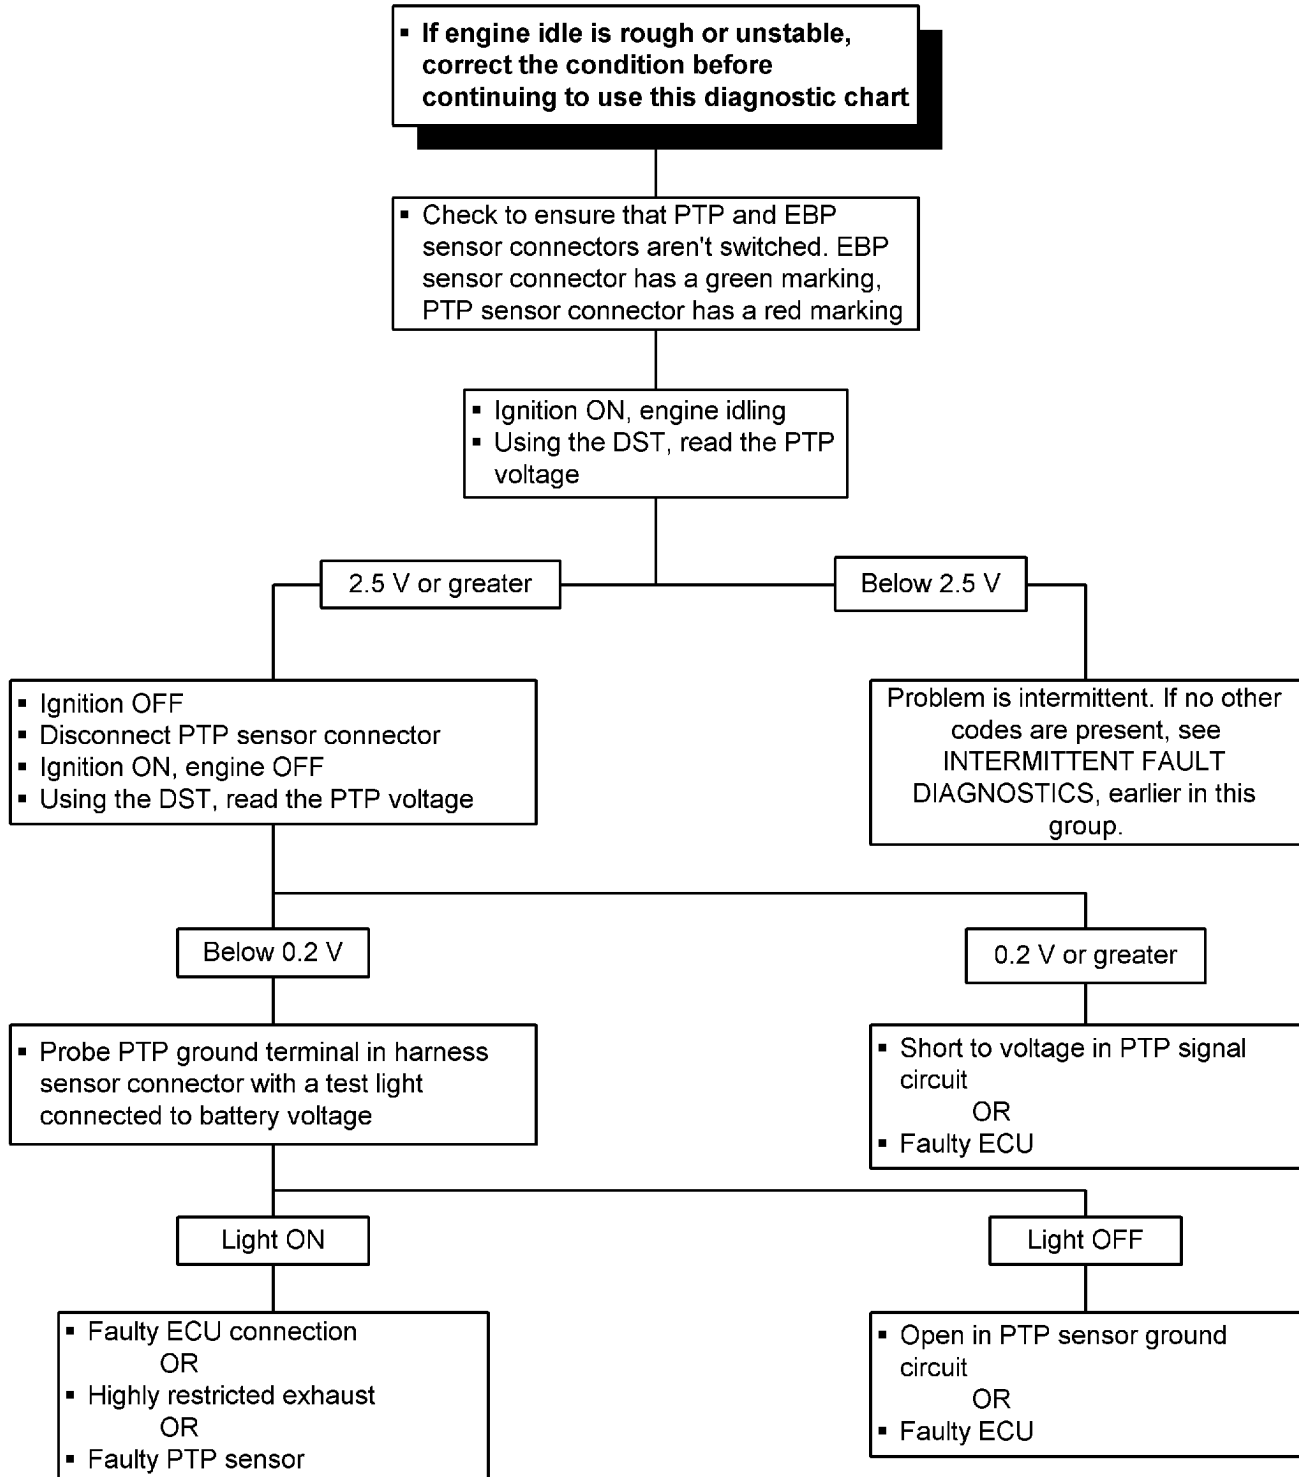 ▪ If engine idle is rough or unstable,
correct the condition before
continuing to use this diagnostic chart
▪ Check to ensure that PTP and EBP
sensor connectors aren't switched. EBP
sensor connector has a green marking,
PTP sensor connector has a red marking
▪ Ignition ON, engine idling
▪ Using the DST, read the PTP
voltage
2.5 V or greater
Below 2.5 V
▪ Ignition OFF
▪ Disconnect PTP sensor connector
▪ Ignition ON, engine OFF
▪ Using the DST, read the PTP voltage
Problem is intermittent. If no other
codes are present, see
INTERMITTENT FAULT
DIAGNOSTICS, earlier in this
group.
Below 0.2 V
0.2 V or greater
▪ Probe PTP ground terminal in harness
sensor connector with a test light
connected to battery voltage
▪ Short to voltage in PTP signal
circuit
OR
▪ Faulty ECU
Light ON
Light OFF
▪ Faulty ECU connection
OR
▪ Highly restricted exhaust
OR
▪ Faulty PTP sensor
▪ Open in PTP sensor ground
circuit
OR
▪ Faulty ECU